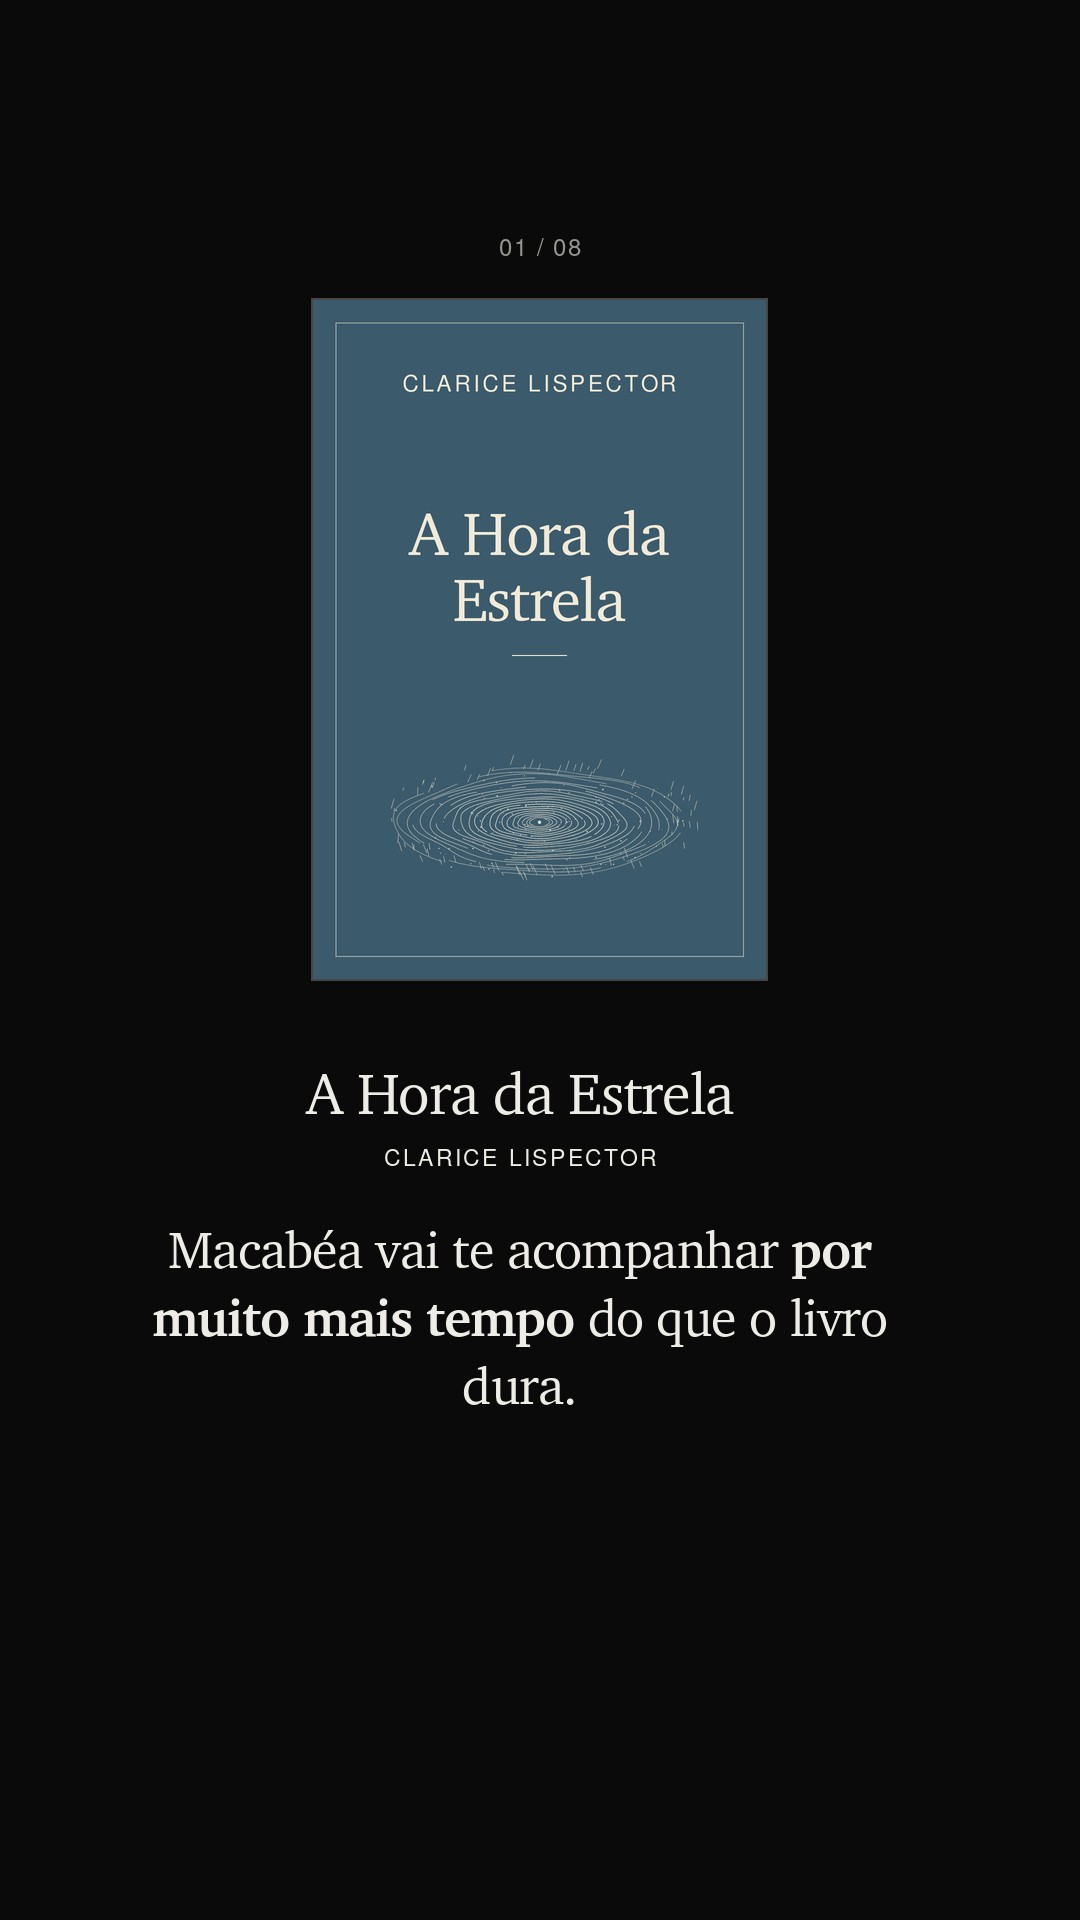 01 / 08
CLARICE LISPECTOR
A Hora da
Estrela
A Hora da Estrela
CLARICE LISPECTOR
Macabéa vai te acompanhar por
muito mais tempo do que o livro
dura.